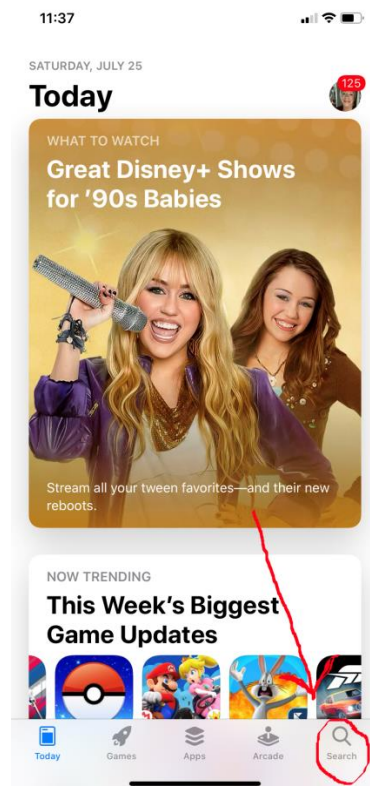 11:37
SATURDAY, JULY 25
Today
125
WHAT TO WATCH
Great Disney+ Shows
for ’90s Babies
Stream all your tween favorites—and their new
reboots.
NOW TRENDING
This Week’s Biggest
Game Updates
Today Games Apps Arcade Search